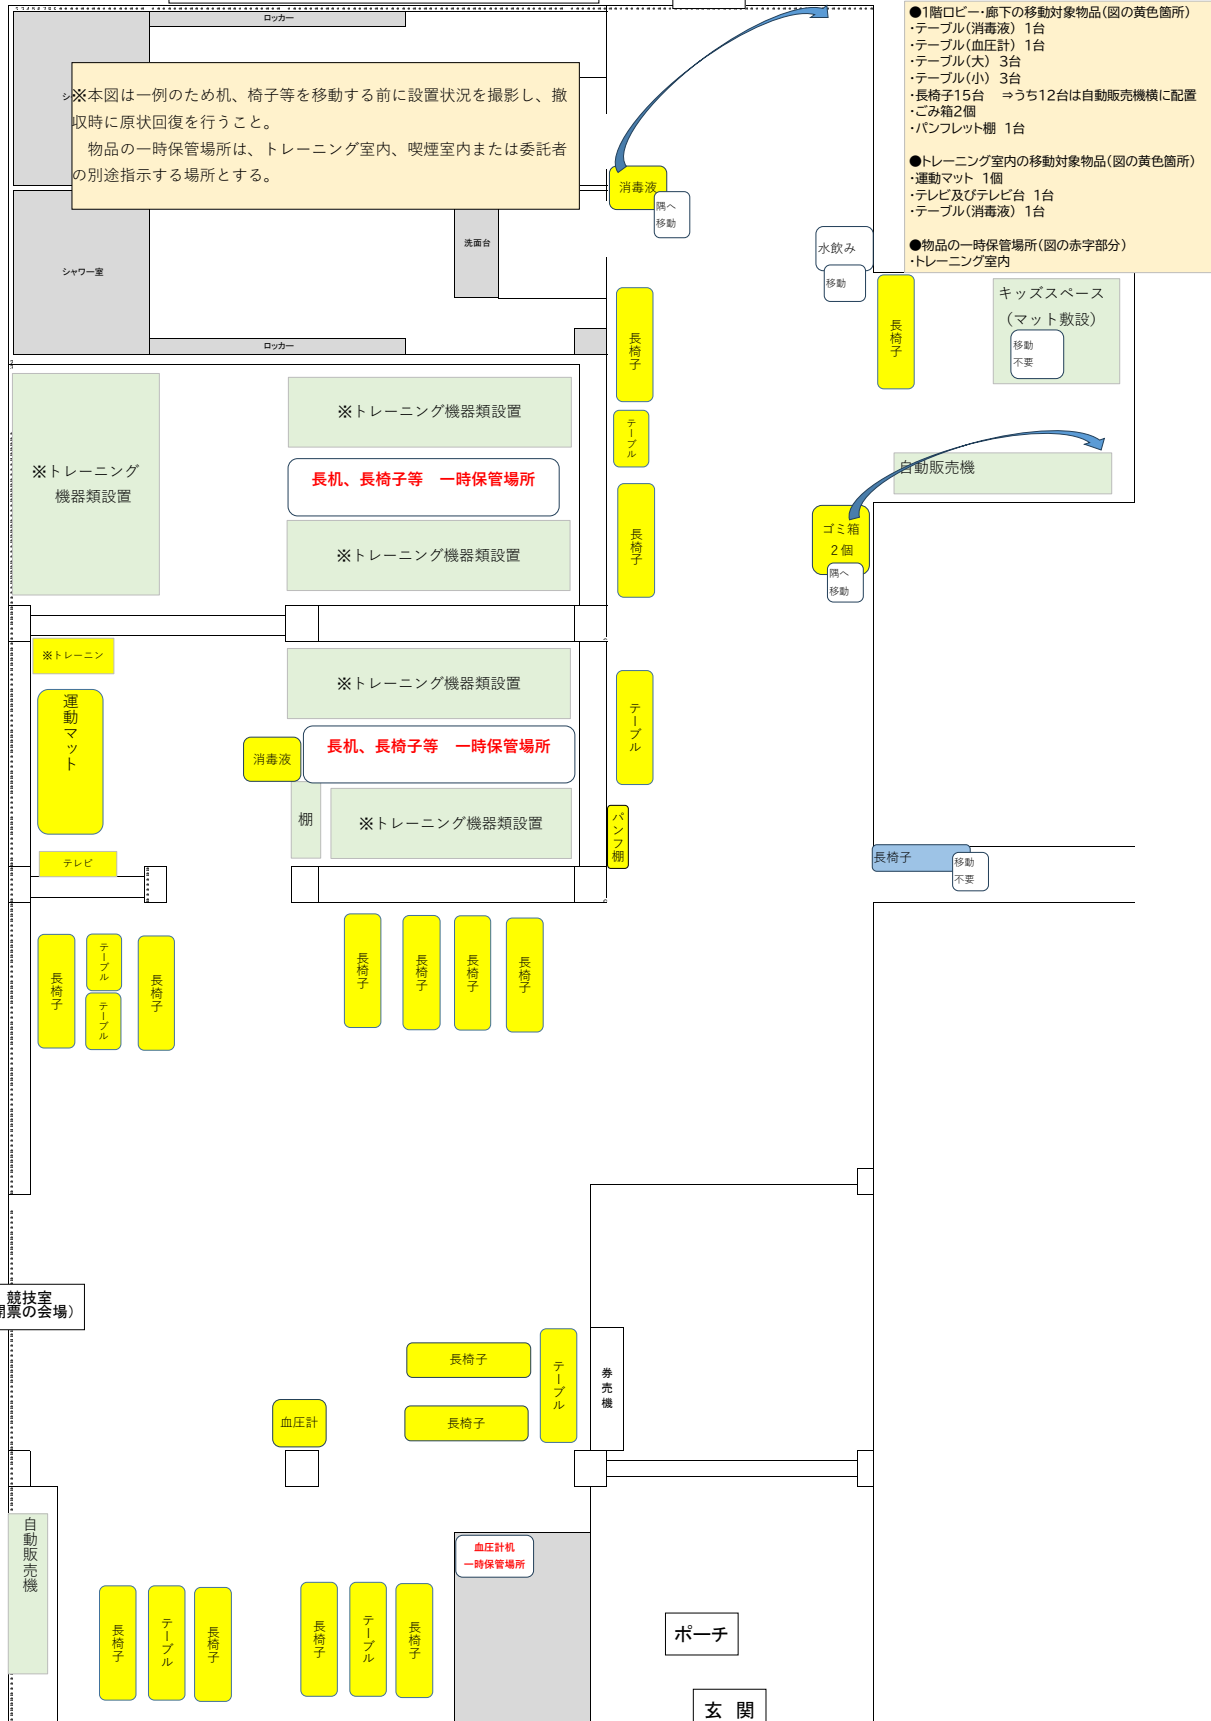 ロッカー
●1階ロビー・廊下の移動対象物品(図の黄色箇所)
・テーブル(消毒液) 1台
・テーブル(血圧計) 1台
・テーブル(大) 3台
・テーブル(小) 3台
・長椅子15台　⇒うち12台は自動販売機横に配置
・ごみ箱2個
・パンフレット棚 1台
●トレーニング室内の移動対象物品(図の黄色箇所)
・運動マット 1個
・テレビ及びテレビ台 1台
・テーブル(消毒液) 1台
●物品の一時保管場所(図の赤字部分)
・トレーニング室内
※本図は一例のため机、椅子等を移動する前に設置状況を撮影し、撤
収時に原状回復を行うこと。
　物品の一時保管場所は、トレーニング室内、喫煙室内または委託者
の別途指示する場所とする。
消毒液
隅へ
移動
洗面台
シャワー室
水飲み
移動
キッズスペース
（マット敷設）
移動
不要
長椅子
長椅子
ロッカー
※トレーニング機器類設置
テーブル
※トレーニング
機器類設置
長机、長椅子等　一時保管場所
自動販売機
長椅子
ゴミ箱
２個
隅へ
移動
※トレーニング機器類設置
※トレーニン
※トレーニング機器類設置
テーブル
運動マット
消毒液
長机、長椅子等　一時保管場所
棚
※トレーニング機器類設置
パンフ棚
テレビ
長椅子
移動
不要
長椅子
テーブル
テーブル
長椅子
長椅子
長椅子
長椅子
長椅子
競技室
開票の会場）
長椅子
テーブル
券売機
血圧計
長椅子
自動販売機
血圧計机
一時保管場所
長椅子
テーブル
長椅子
長椅子
テーブル
長椅子
ポーチ
玄　関